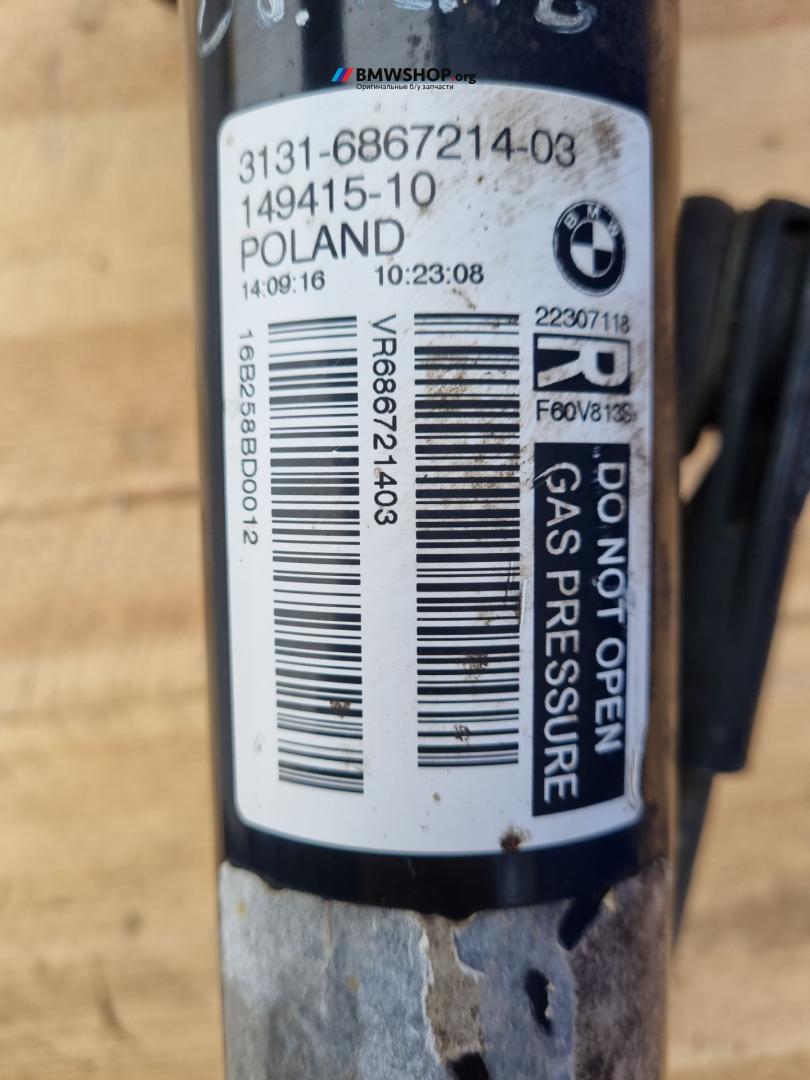 BMWSHOP.org
Оригинальные б/у запчасти
3131-6867214-03
149415-10
POLAND
14:09:16 10:23:08
BMW
22307118
R
F60V813S
16B258BD0012
VR686721403
DO NOT OPEN
GAS PRESSURE